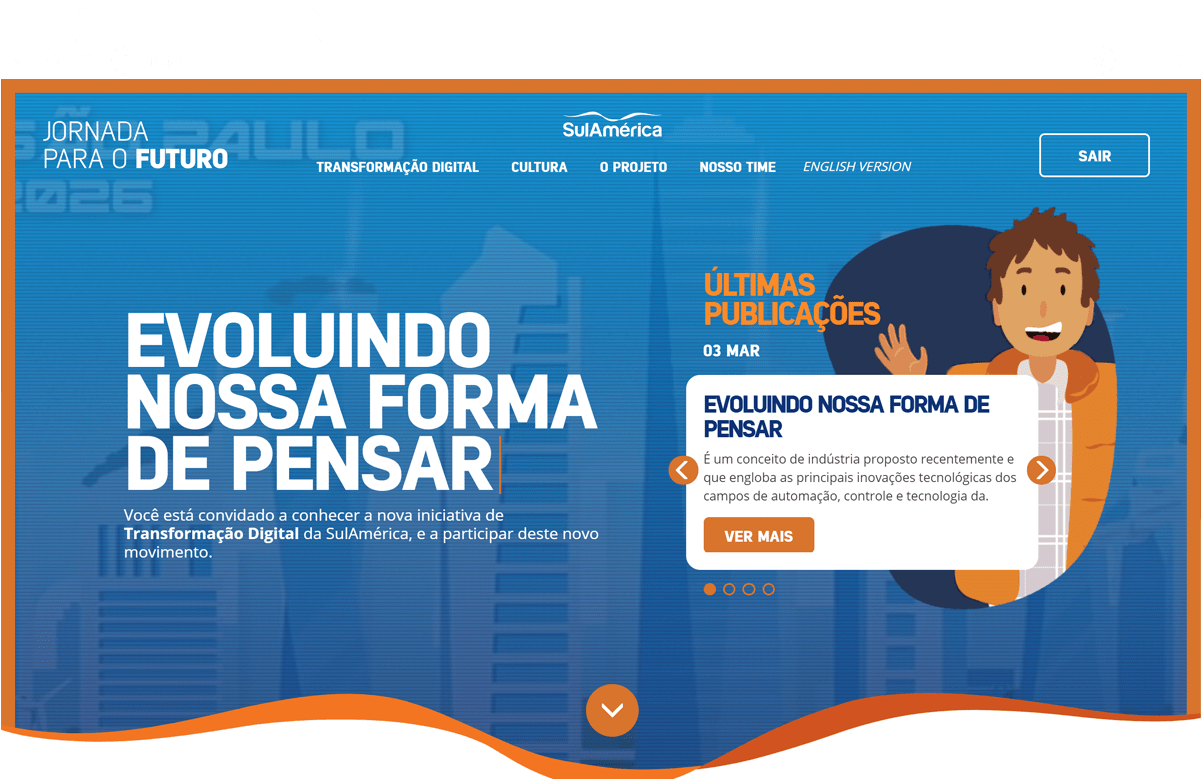 SÃO PAULO
2026
JORNADA
PARA O FUTURO
SulAmérica
TRANSFORMAÇÃO DIGITAL
CULTURA
O PROJETO
NOSSO TIME
ENGLISH VERSION
SAIR
EVOLUINDO
NOSSA FORMA
DE PENSAR
Você está convidado a conhecer a nova iniciativa de
Transformação Digital da SulAmérica, e a participar deste novo
movimento.
ÚLTIMAS
PUBLICAÇÕES
03 MAR
EVOLUINDO NOSSA FORMA DE
PENSAR
É um conceito de indústria proposto recentemente e
que engloba as principais inovações tecnológicas dos
campos de automação, controle e tecnologia da.
VER MAIS